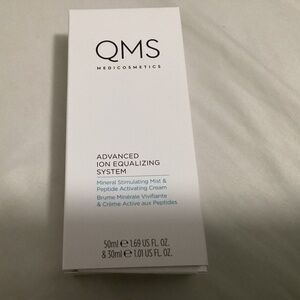 QMS
MEDICOSMETICS
ADVANCED
ION EQUALIZING
SYSTEM
Mineral Stimulating Mist &
Peptide Activating Cream
Brume Minérale Vivifiante
& Crème Active aux Peptides
50ml ℮ 1.69 US FL. OZ.
& 30ml ℮ 1.01 US FL. OZ.